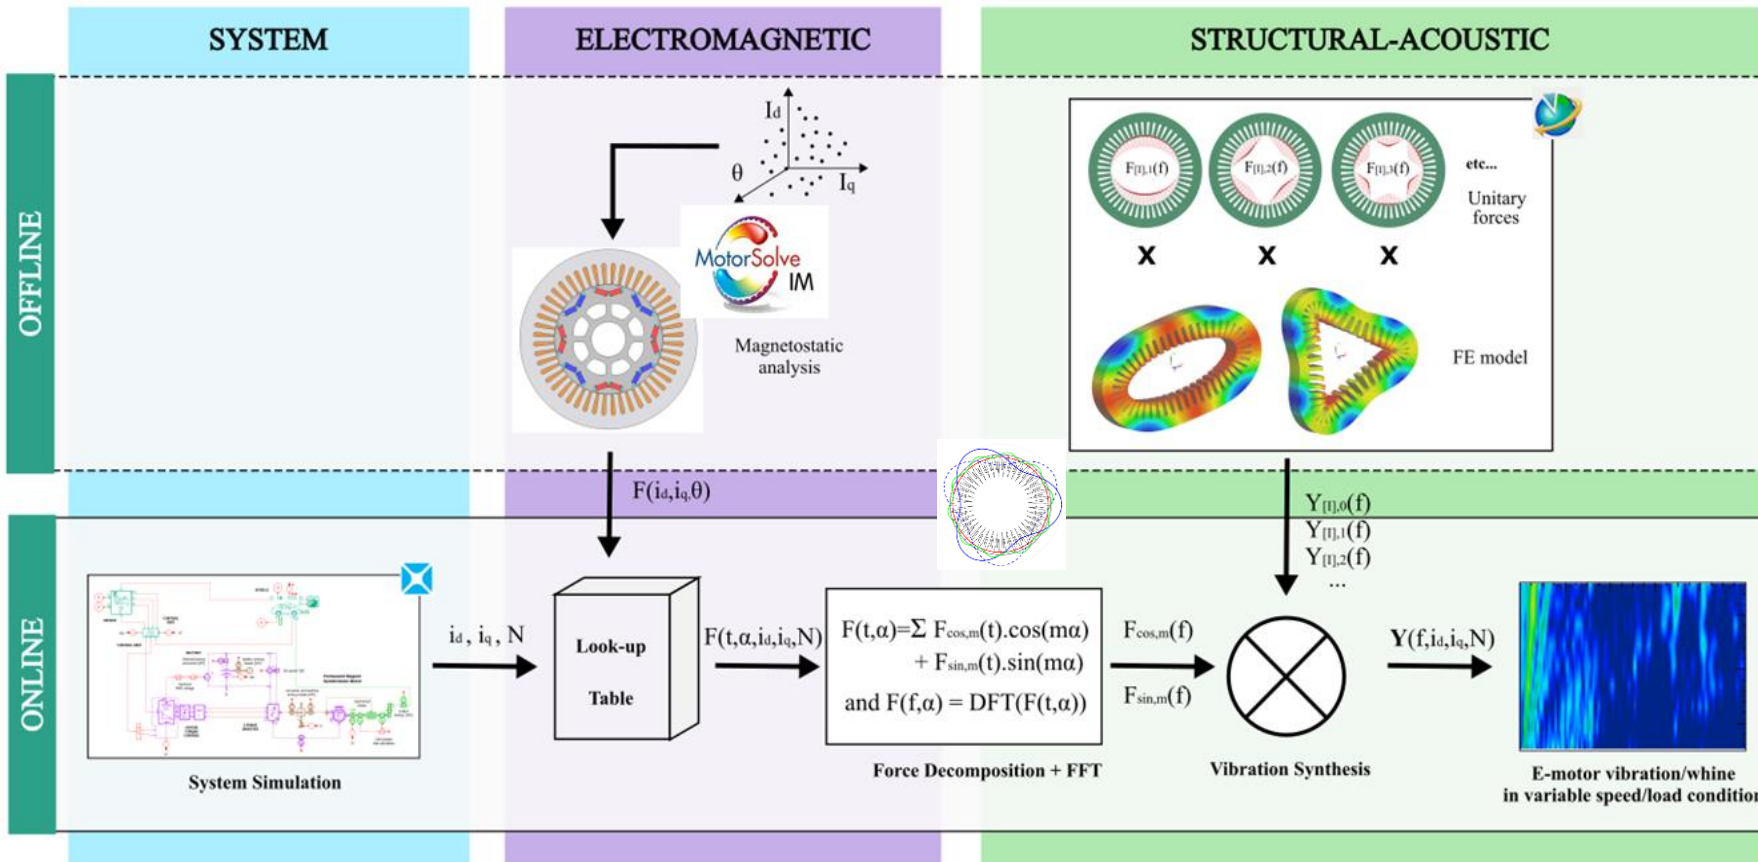 SYSTEM
ELECTROMAGNETIC
STRUCTURAL-ACOUSTIC
OFFLINE
Id
θ
Iq
MotorSolve
IM
Magnetostatic
analysis
F[I],1(f)
F[I],2(f)
F[I],3(f)
etc...
Unitary
forces
X
X
X
FE model
F(id,iq,θ)
Y[I],0(f)
Y[I],1(f)
Y[I],2(f)
...
ONLINE
System Simulation
id , iq , N
Look-up
Table
F(t,α,id,iq,N)
F(t,α)=Σ Fcos,m(t).cos(mα)
+ Fsin,m(t).sin(mα)
and F(f,α) = DFT(F(t,α))
Force Decomposition + FFT
Fcos,m(f)
Fsin,m(f)
Vibration Synthesis
Y(f,id,iq,N)
E-motor vibration/whine
in variable speed/load condition